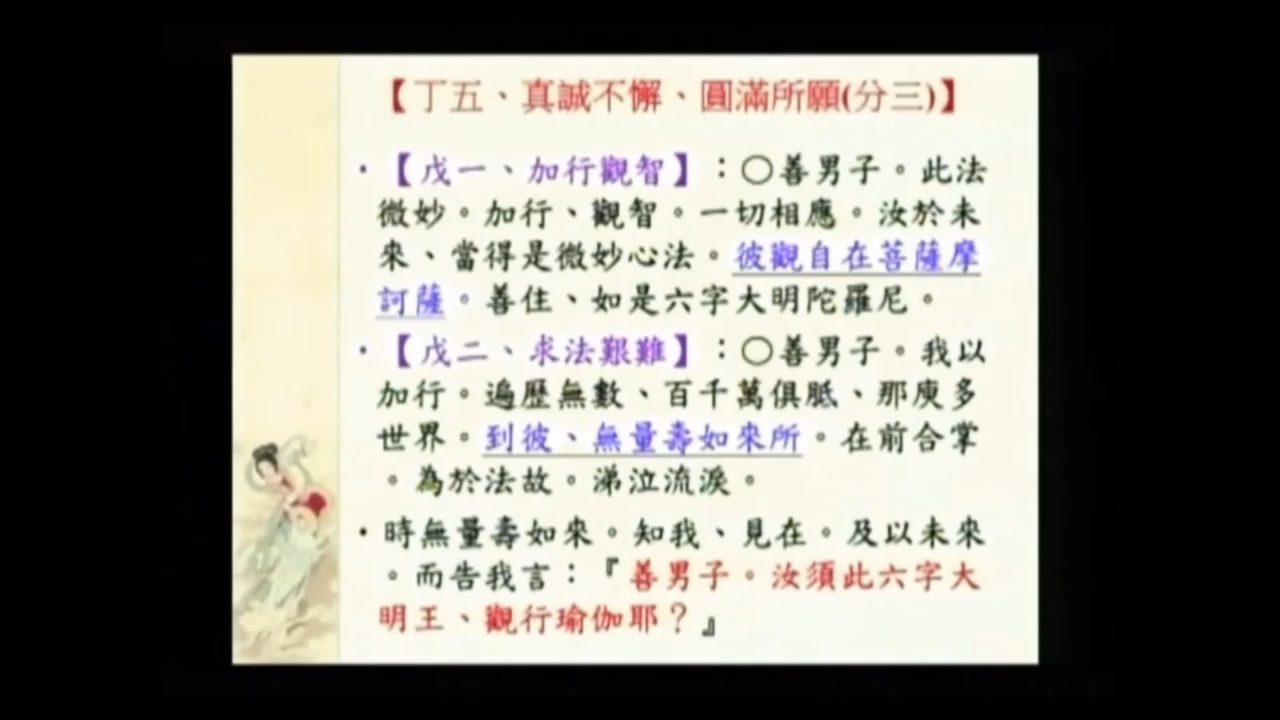 【丁五、真誠不懈、圓滿所願(分三)】
•【戊一、加行觀智】：○善男子。此法
微妙。加行、觀智。一切相應。汝於未
來、當得是微妙心法。彼觀自在菩薩摩
訶薩。善住、如是六字大明陀羅尼。
•【戊二、求法艱難】：○善男子。我以
加行。遍歷無數、百千萬俱胝、那庾多
世界。到彼、無量壽如來所。在前合掌
。為於法故。涕泣流淚。
•時無量壽如來。知我、見在。及以未來
。而告我言：『善男子。汝須此六字大
明王、觀行瑜伽耶？』